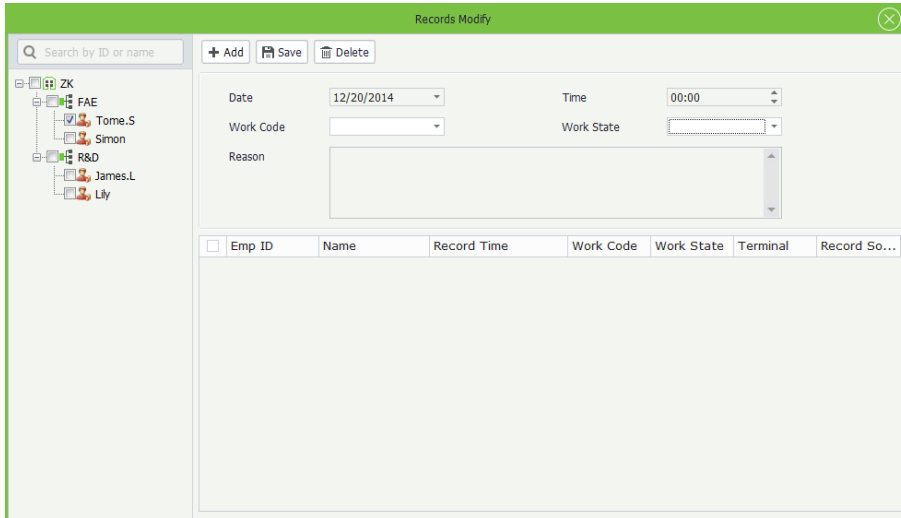 Records Modify
Search by ID or name
Add Save Delete
ZK
FAE
Tome.S
Simon
R&D
James.L
Lily
Date 12/20/2014 Time 00:00
Work Code Work State
Reason
Emp ID Name Record Time Work Code Work State Terminal Record So...